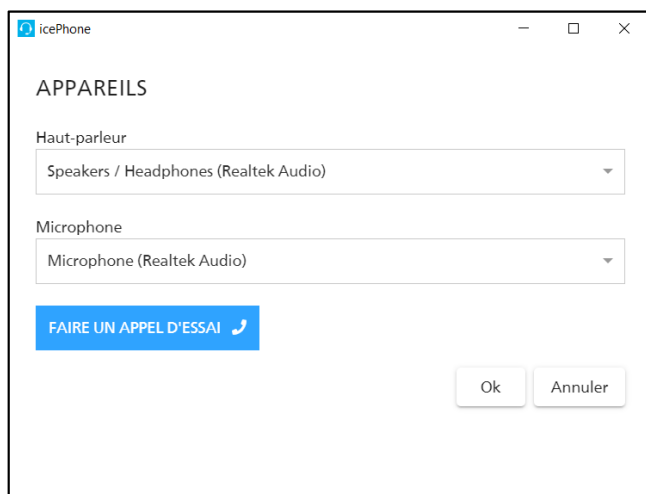 icePhone
APPAREILS
Haut-parleur
Speakers / Headphones (Realtek Audio)
Microphone
Microphone (Realtek Audio)
FAIRE UN APPEL D'ESSAI
Ok Annuler